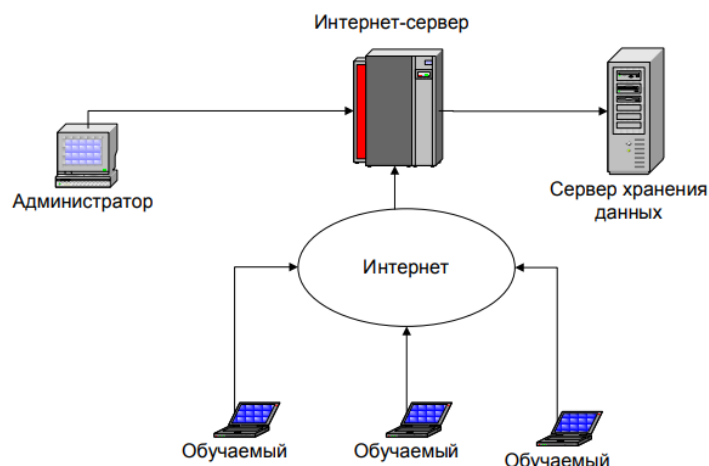 Интернет-сервер
Администратор
Сервер хранения
данных
Интернет
Обучаемый
Обучаемый
Обучаемый